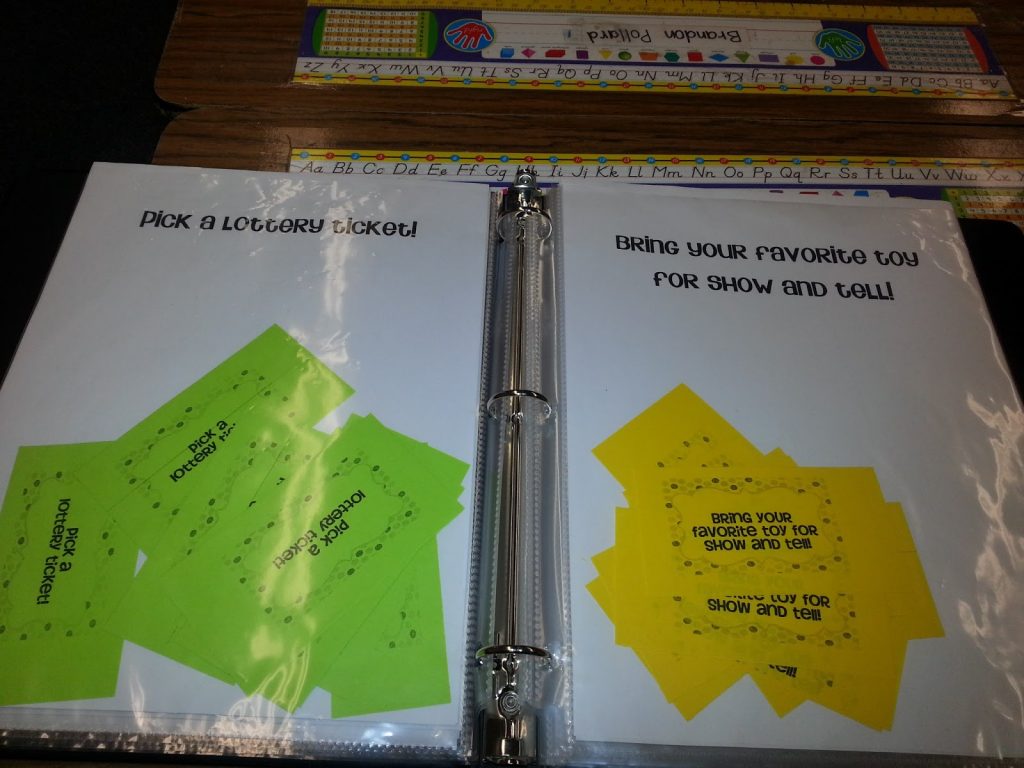 Brandon Pollard
Aa Bb Cc Dd Ee Ff Gg Hh Ii Jj Kk Ll Mm Nn Oo Pp Qq Rr Ss Tt Uu Vv Ww Xx Yy Zz
Aa Bb Cc Dd Ee Ff Gg Hh Ii Jj Kk Ll Mm Nn Oo Pp Qq Rr Ss Tt Uu Vv Ww Xx
Pick a Lottery ticket!
pick a
lottery
pick a
lottery ticket!
pick a
lottery ticket!
Bring your favorite toy
for show and tell!
Bring your
favorite toy for
show and tell!
toy for
show and tell!
tell!